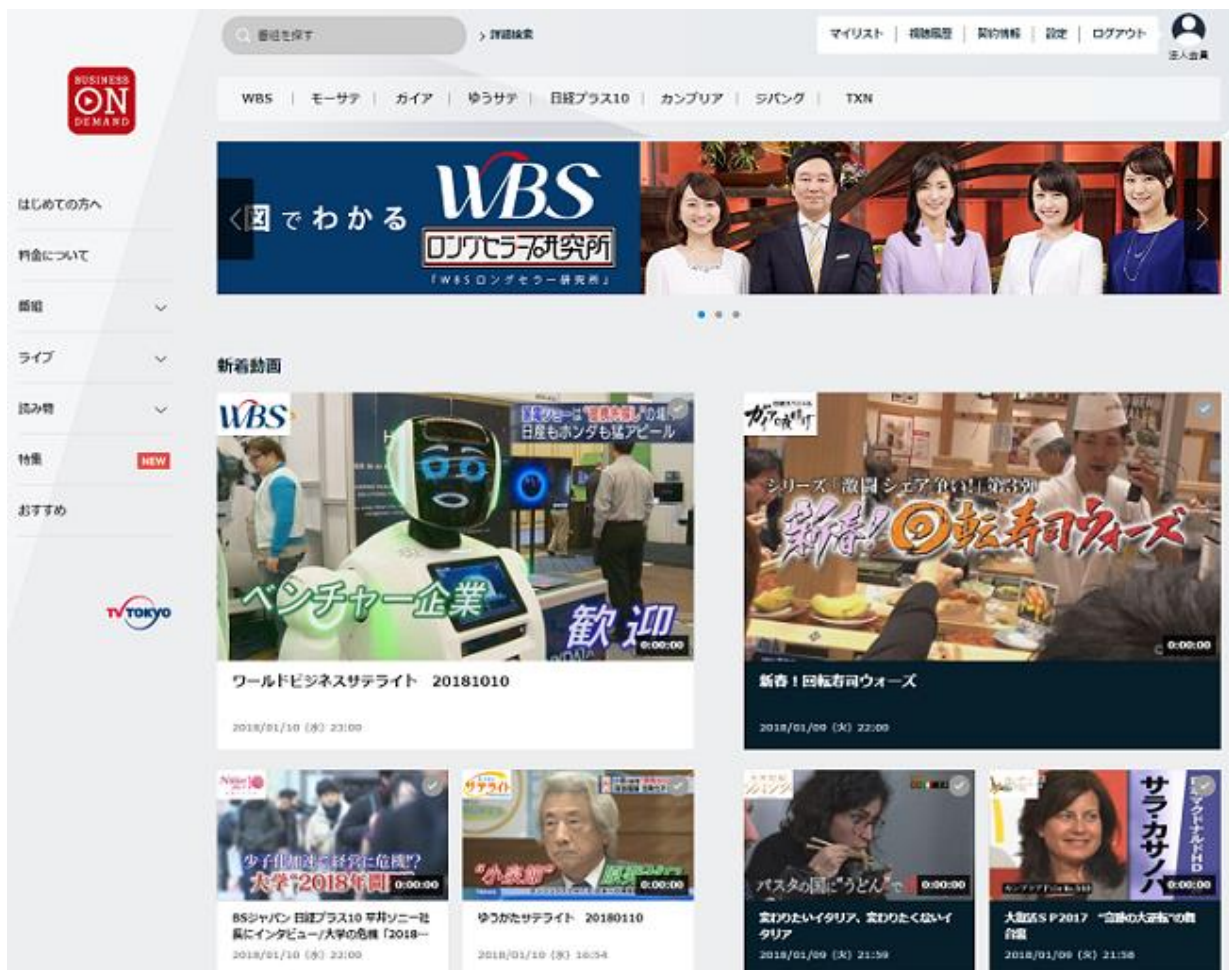 番組を探す
詳細検索
マイリスト | 視聴履歴 | 契約情報 | 設定 | ログアウト
法人会員
BUSINESS
ON
DEMAND
WBS | モーサテ | ガイア | ゆうサテ | 日経プラス10 | カンブリア | ジパング | TXN
図でわかる
WBS
ロングセラー研究所
「WBSロングセラー研究所」
はじめての方へ
料金について
番組
ライブ
読み物
特集 NEW
おすすめ
TV TOKYO
新着動画
WBS
日産もホンダも猛アピール
ベンチャー企業
歓迎
0:00:00
ワールドビジネスサテライト 20181010
2018/01/10 (水) 23:00
ガイアの夜明け
シリーズ「激闘シェア争い!」第3弾
新春!回転寿司ウォーズ
0:00:00
新春!回転寿司ウォーズ
2018/01/09 (火) 22:00
少子化加速で経営に危機!?
大学“2018年問
0:00:00
BSジャパン 日経プラス10 平井ソニー社
長にインタビュー/大学の危機「2018…
2018/01/10 (水) 22:00
サテライト
0:00:00
ゆうがたサテライト 20180110
2018/01/10 (水) 16:54
パスタの国に“うどん”で
0:00:00
変わりたいイタリア、変わりたくないイ
タリア
2018/01/09 (火) 21:59
マクドナルドHD
サラ・カサノバ
0:00:00
大復活SP2017 “奇跡の大逆転”の舞
台裏
2018/01/09 (火) 21:58